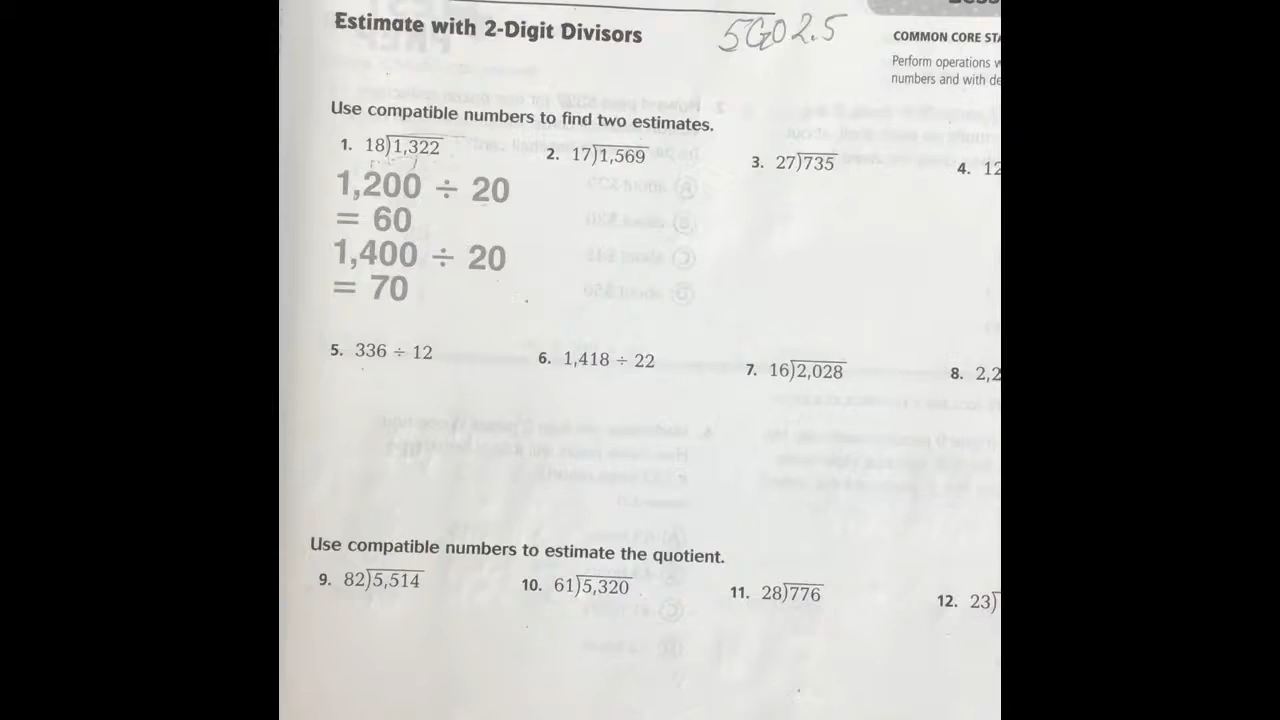 Estimate with 2-Digit Divisors
5GO2.5
COMMON CORE STA
Perform operations w
numbers and with de
Use compatible numbers to find two estimates.
1. 18)1,322
2. 17)1,569
3. 27)735
4. 12
1,200 ÷ 20
= 60
1,400 ÷ 20
= 70
5. 336 ÷ 12
6. 1,418 ÷ 22
7. 16)2,028
8. 2,2
Use compatible numbers to estimate the quotient.
9. 82)5,514
10. 61)5,320
11. 28)776
12. 23)